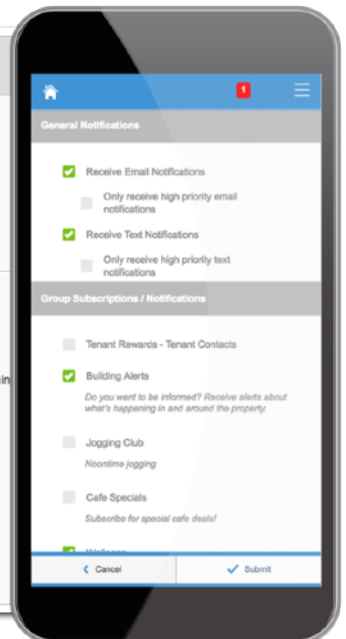 1
General Notifications
Receive Email Notifications
Only receive high priority email
notifications
Receive Text Notifications
Only receive high priority text
notifications
Group Subscriptions / Notifications
Tenant Rewards - Tenant Contacts
Building Alerts
Do you want to be informed? Receive alerts about
what's happening in and around the property.
Jogging Club
Noontime jogging
Cafe Specials
Subscribe for special cafe deals!
Wellness
Cancel
Submit